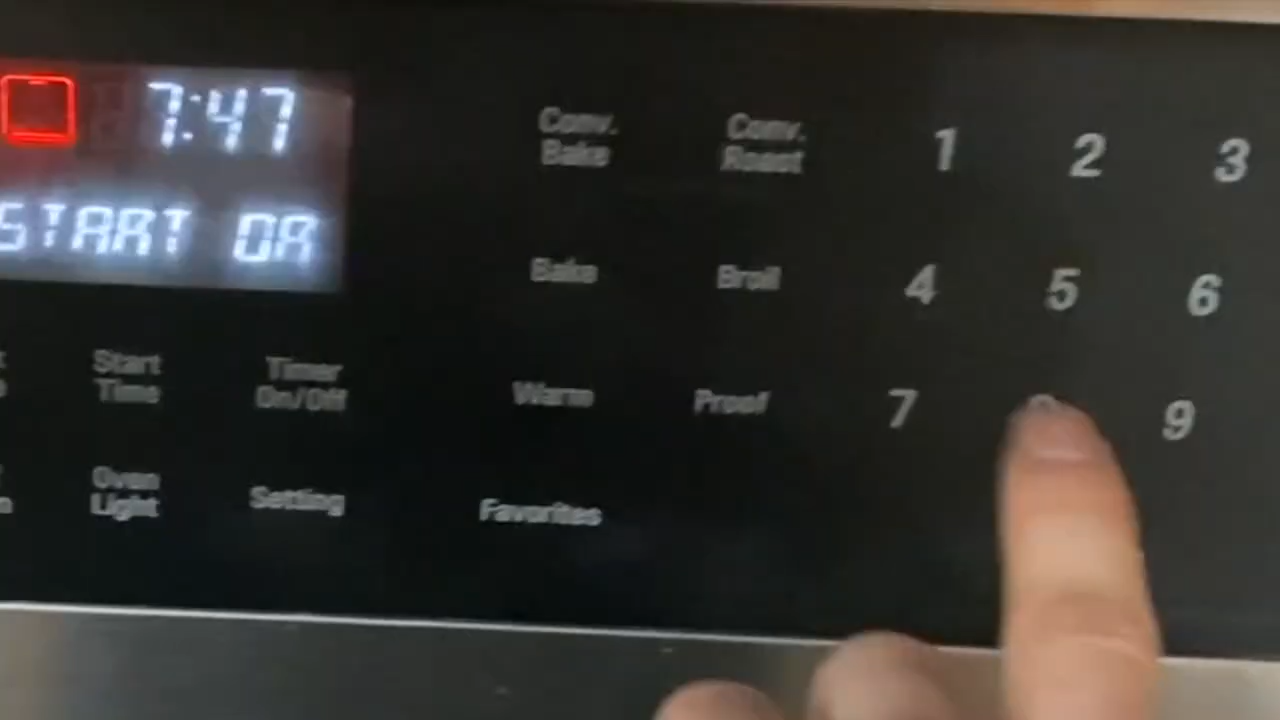 7:47
START OR
Conv. Bake
Conv. Roast
1 2 3
Bake
Broil
4 5 6
Start Time
Timer On/Off
Warm
Proof
7 9
Oven Light
Setting
Favorites